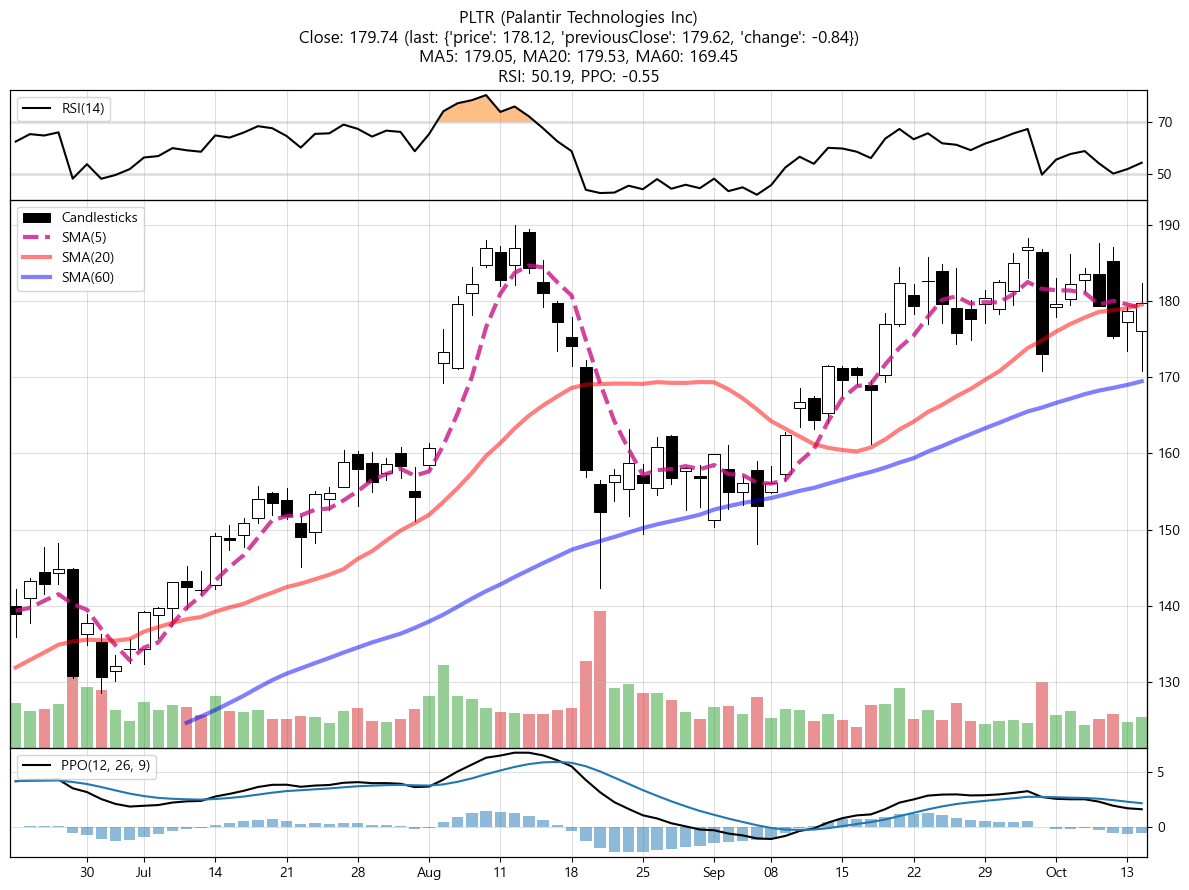 PLTR (Palantir Technologies Inc)
Close: 179.74 (last: {'price': 178.12, 'previousClose': 179.62, 'change': -0.84})
MA5: 179.05, MA20: 179.53, MA60: 169.45
RSI: 50.19, PPO: -0.55
RSI(14)
70
50
Candlesticks
SMA(5)
SMA(20)
SMA(60)
190
180
170
160
150
140
130
PPO(12, 26, 9)
5
0
30 Jul 14 21 28 Aug 11 18 25 Sep 08 15 22 29 Oct 13